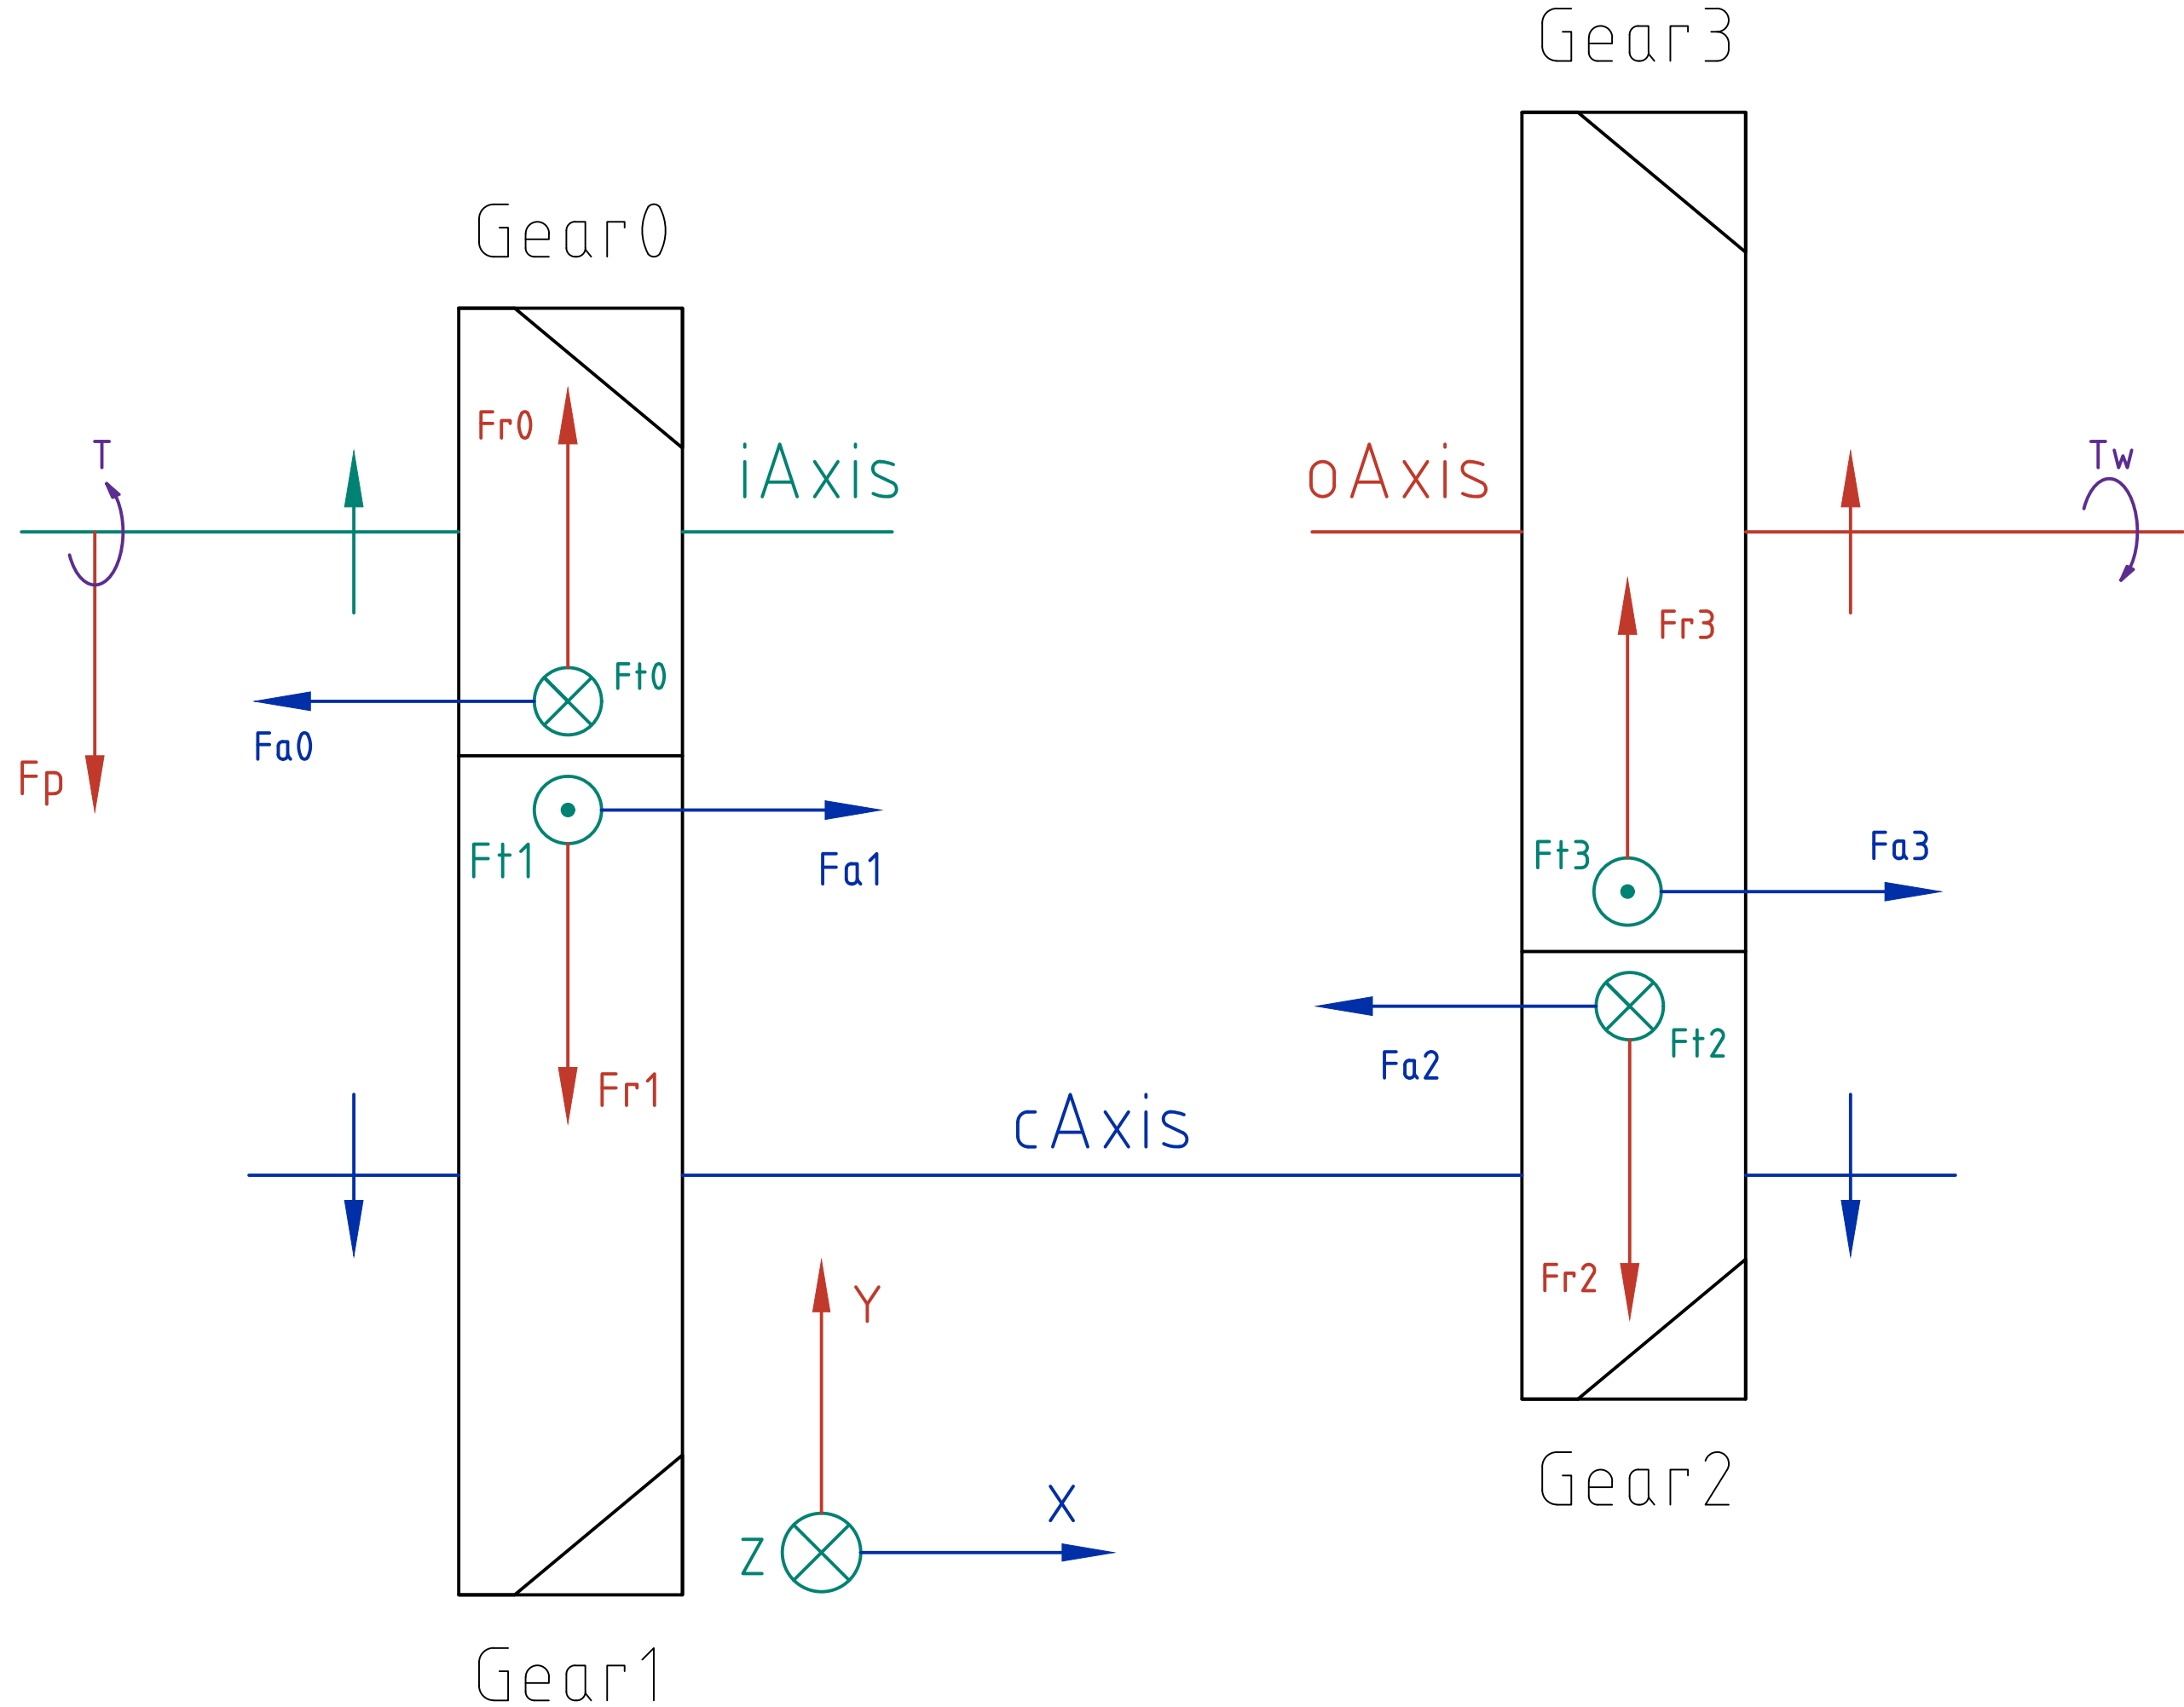 Gear3
Gear0
T
Fr0
iAxis
oAxis
Tw
Fr3
Ft0
Fa0
Fp
Ft1
Fa1
Ft3
Fa3
Fr1
Fa2
Ft2
cAxis
Fr2
Y
X
Z
Gear2
Gear1